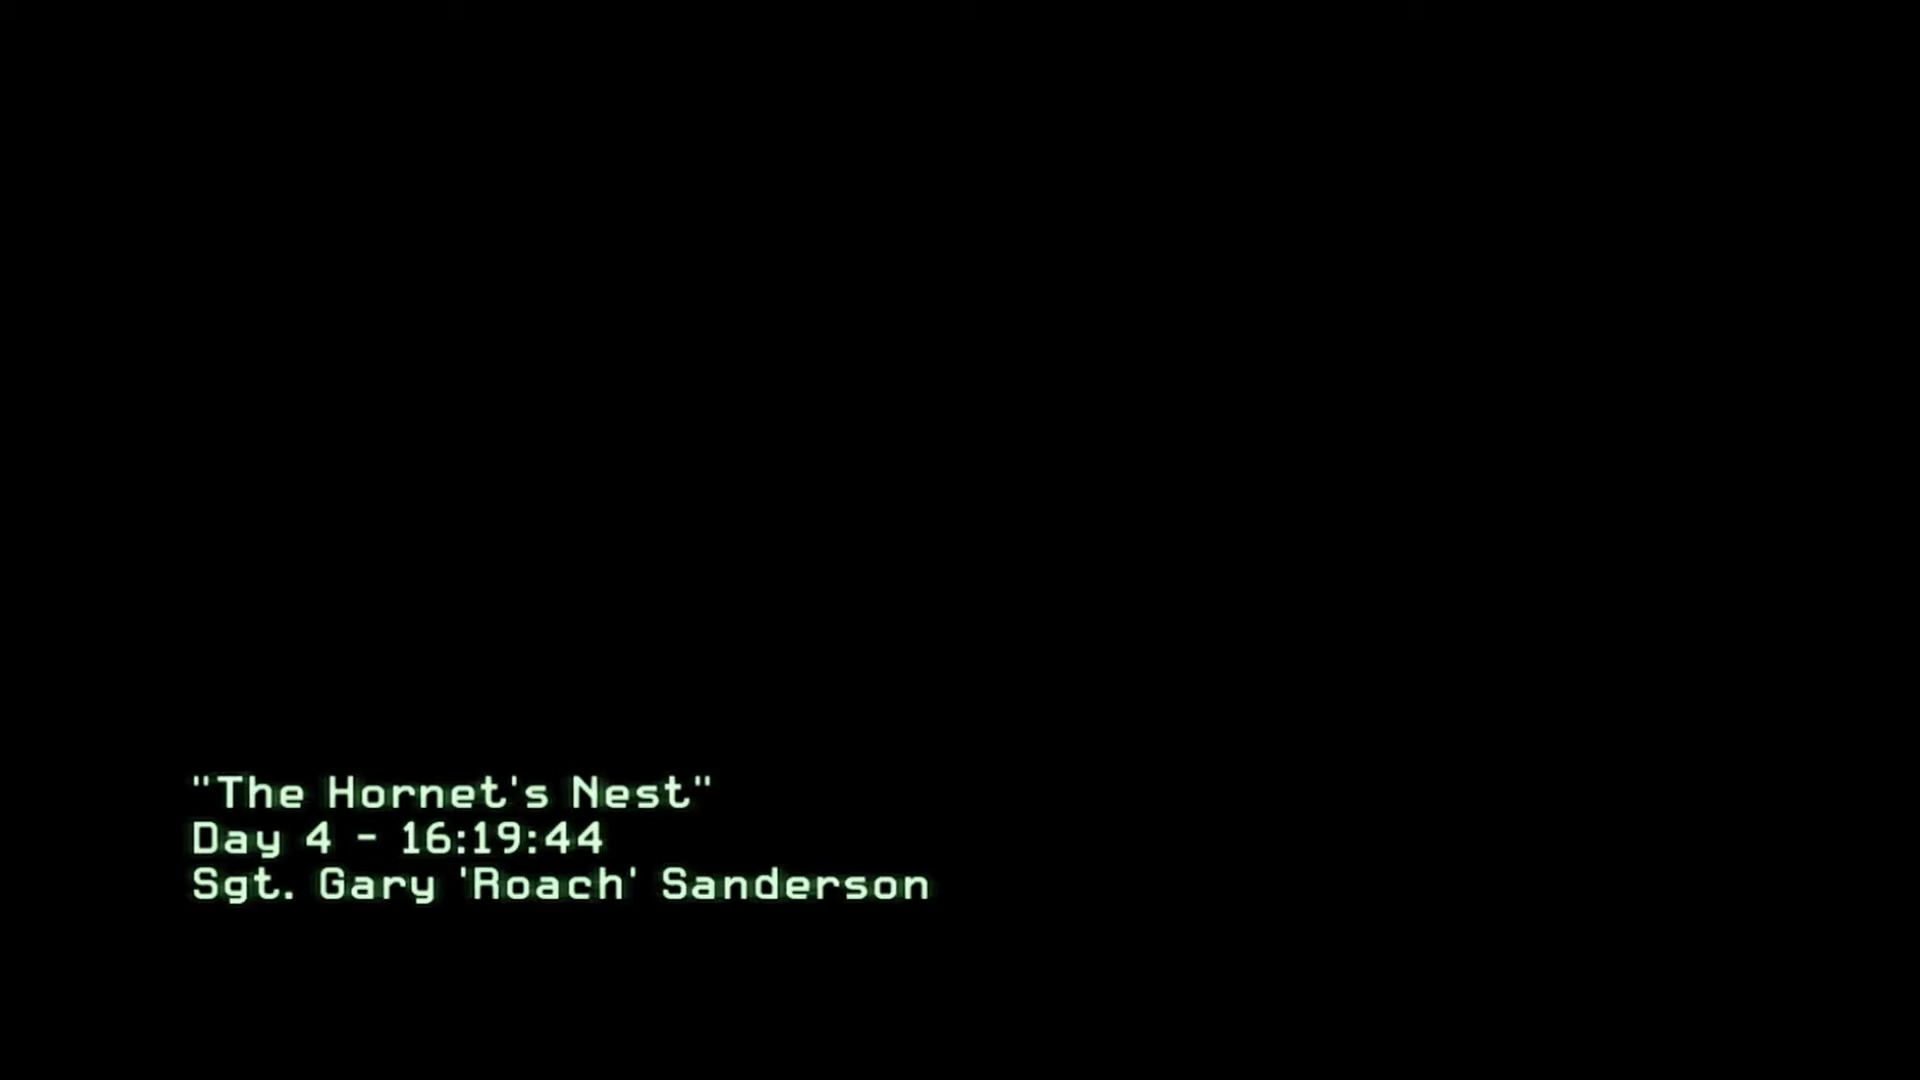 "The Hornet's Nest"
Day 4 - 16:19:44
Sgt. Gary 'Roach' Sanderson